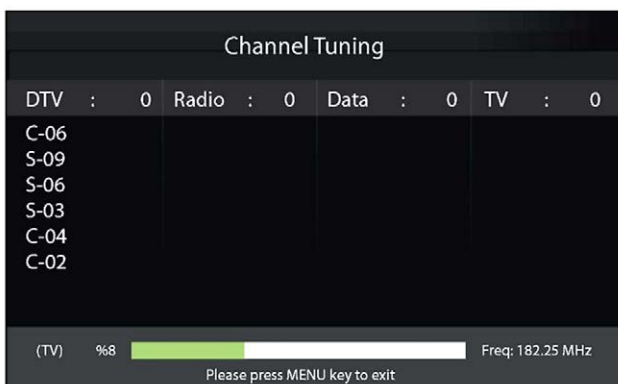 Channel Tuning
DTV : 0 Radio : 0 Data : 0 TV : 0
C-06
S-09
S-06
S-03
C-04
C-02
(TV) %8 Freq: 182.25 MHz
Please press MENU key to exit